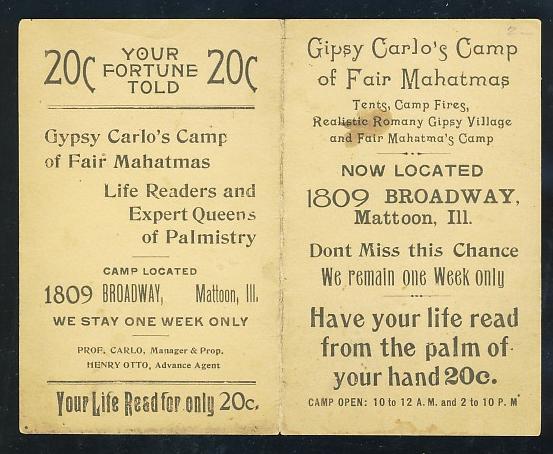 20c YOUR FORTUNE TOLD 20c
Gypsy Carlo's Camp
of Fair Mahatmas
Life Readers and
Expert Queens
of Palmistry
CAMP LOCATED
1809 BROADWAY, Mattoon, Ill.
WE STAY ONE WEEK ONLY
PROF. CARLO, Manager & Prop.
HENRY OTTO, Advance Agent
Your Life Read for only 20c.
Gipsy Carlo's Camp
of Fair Mahatmas
Tents, Camp Fires,
Realistic Romany Gipsy Village
and Fair Mahatma's Camp
NOW LOCATED
1809 BROADWAY,
Mattoon, Ill.
Dont Miss this Chance
We remain one Week only
Have your life read
from the palm of
your hand 20c.
CAMP OPEN: 10 to 12 A.M. and 2 to 10 P.M